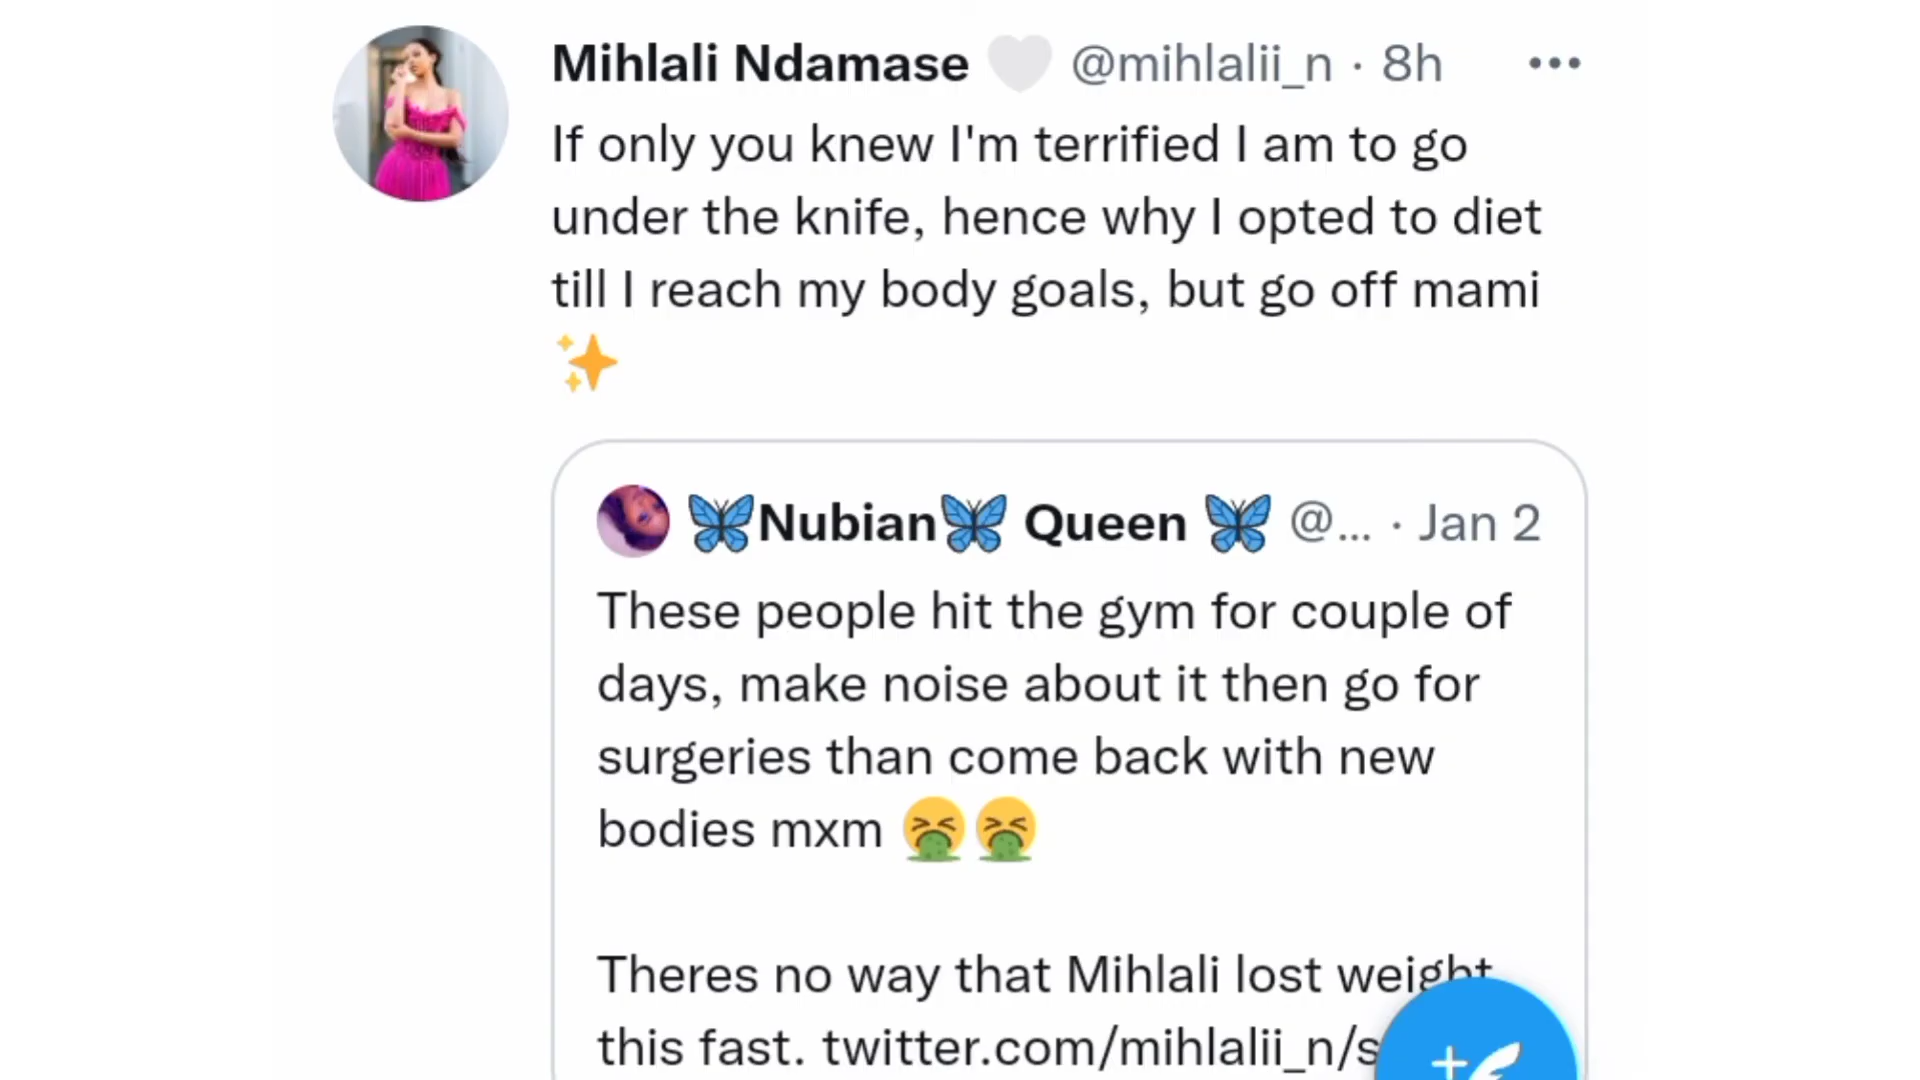 Mihlali Ndamase 🤍 @mihlalii_n · 8h
If only you knew I'm terrified I am to go
under the knife, hence why I opted to diet
till I reach my body goals, but go off mami
✨
🦋Nubian🦋 Queen 🦋 @... · Jan 2
These people hit the gym for couple of
days, make noise about it then go for
surgeries than come back with new
bodies mxm 🤮🤮
Theres no way that Mihlali lost weight
this fast. twitter.com/mihlalii_n/s